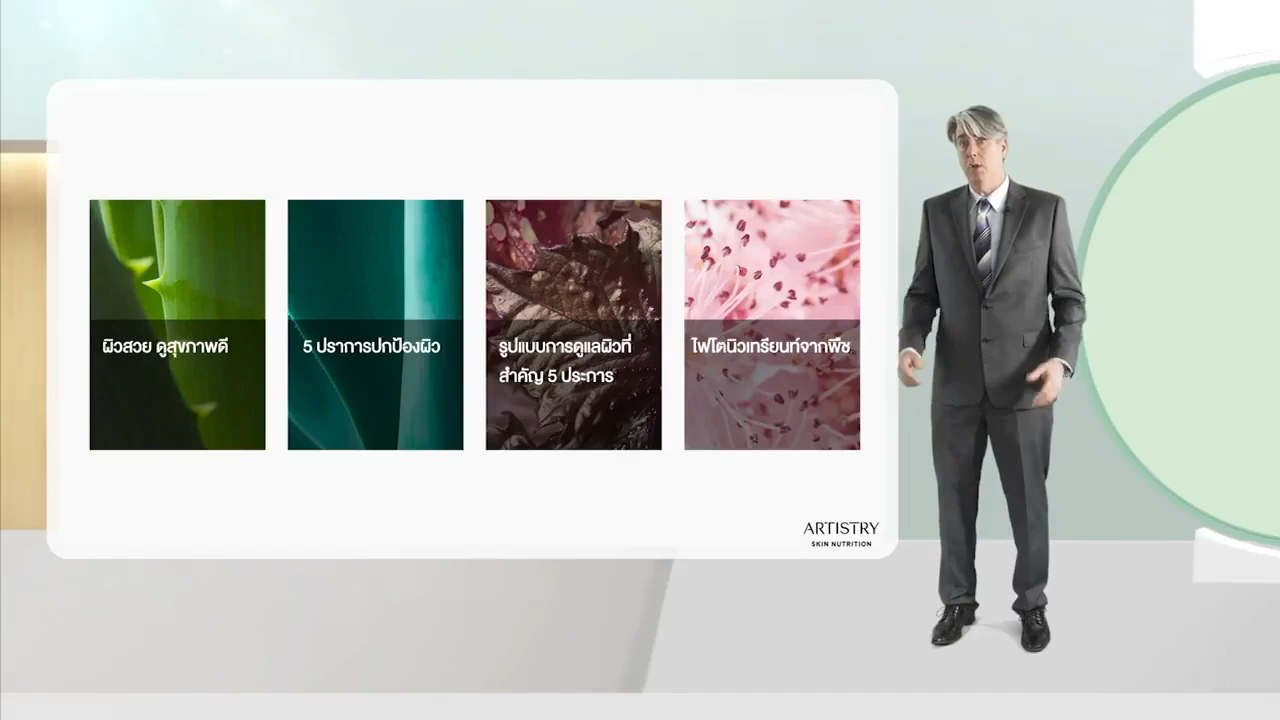 ผิวสวย ดูสุขภาพดี
5 ปราการปกป้องผิว
รูปแบบการดูแลผิวที่
สำคัญ 5 ประการ
ไฟโตนิวเทรียนท์จากพืช
ARTISTRY
SKIN NUTRITION